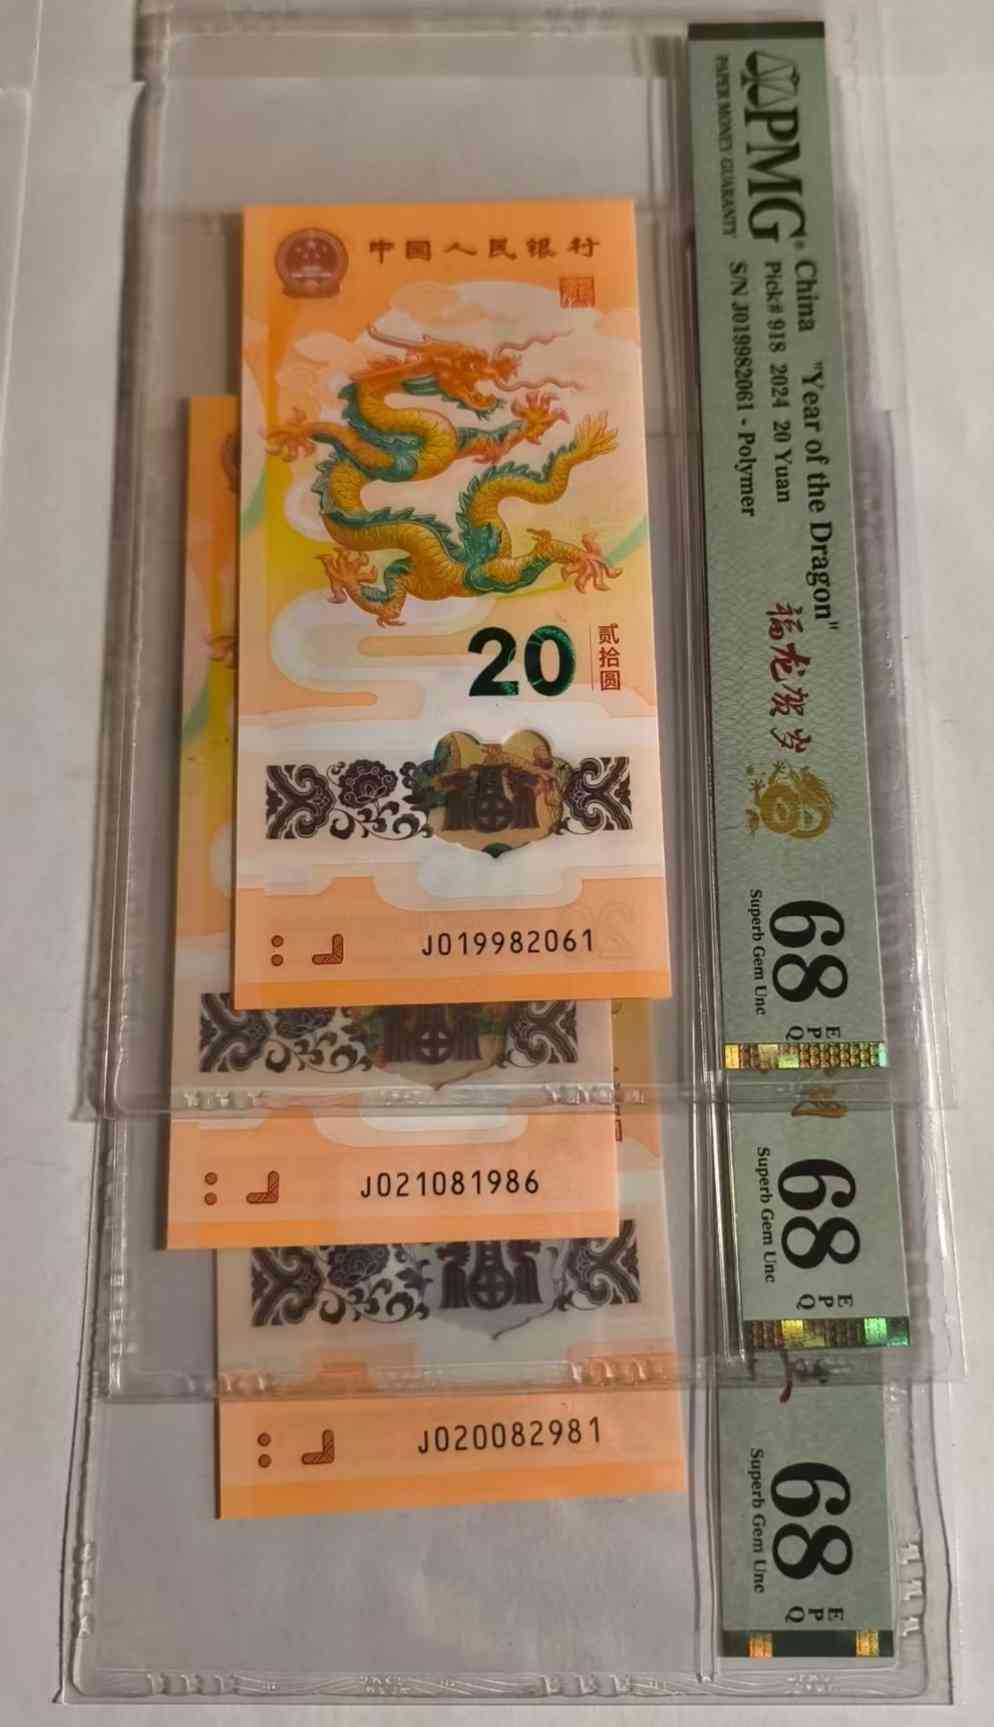 中国人民银行
20
贰拾圆
福
J019982061
J021081986
福
J020082981
PMG
PAPER MONEY GUARANTY
China "Year of the Dragon"
Pick# 918 2024 20 Yuan
S/N J019982061 - Polymer
福龙贺岁
68 EPQ
Superb Gem Unc
68 EPQ
Superb Gem Unc
68 EPQ
Superb Gem Unc